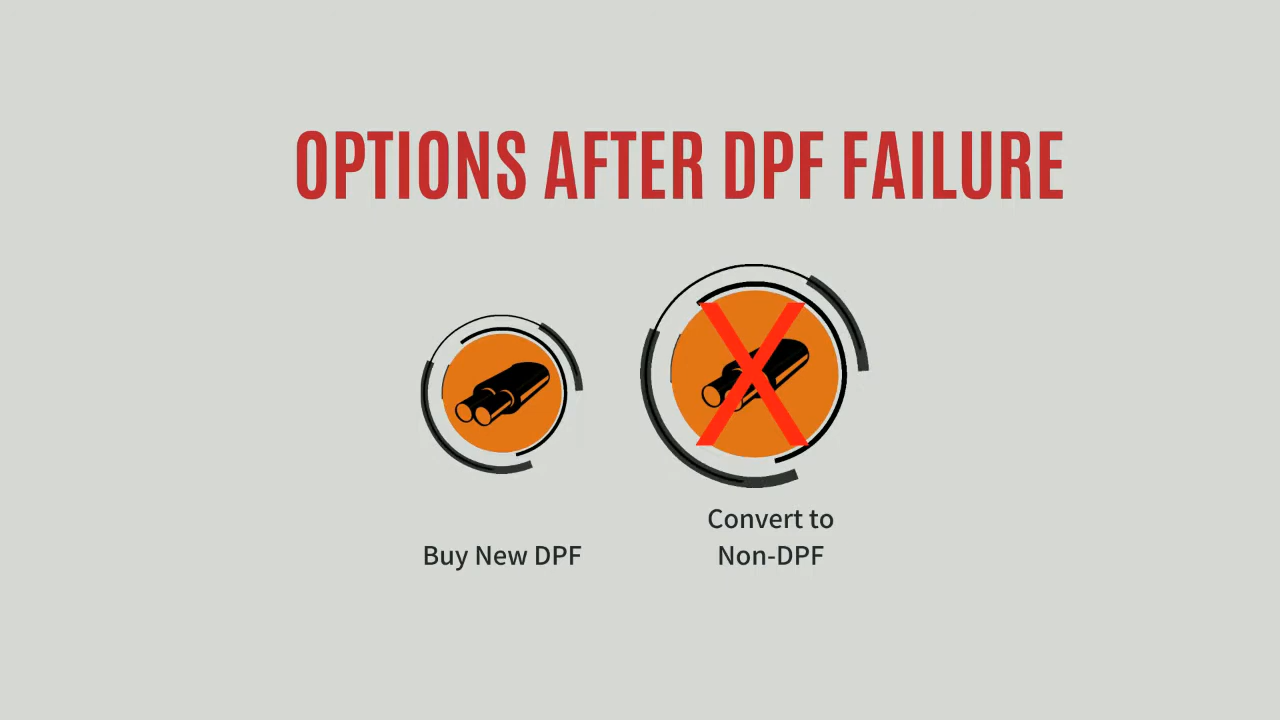 OPTIONS AFTER DPF FAILURE
Buy New DPF
Convert to
Non-DPF